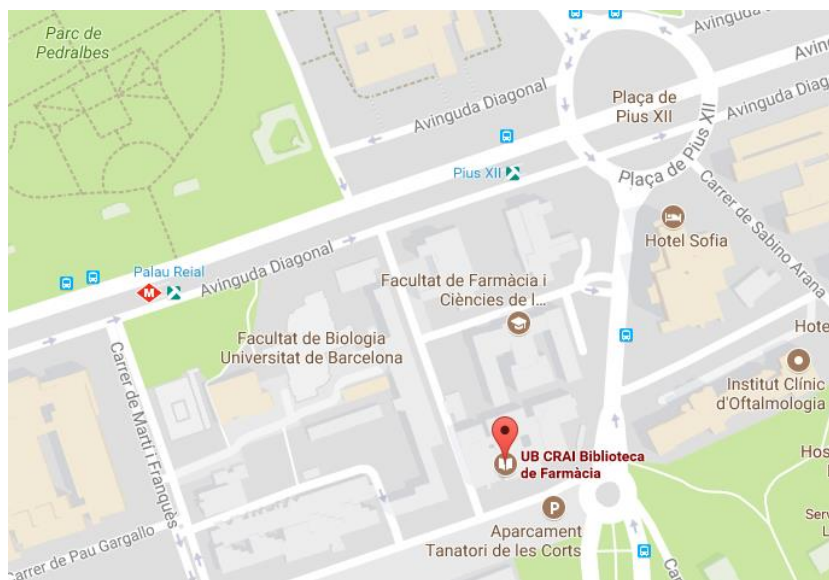 Parc de
Pedralbes
Avinguda Diagonal
Plaça de
Pius XII
Avin
Avinguda Diag
Plaça de Pius XII
Pius XII
Carrer de Sabino Arana
Hotel Sofia
Palau Reial
M
Avinguda Diagonal
Facultat de Farmàcia i
Ciències de l...
Facultat de Biologia
Universitat de Barcelona
Hote
Institut Clínic
d'Oftalmologia
Carrer de Martí i Franquès
UB CRAI Biblioteca
de Farmàcia
Hos
P
Aparcament
Tanatori de les Corts
Serv
L
Carrer de Pau Gargallo
Ca